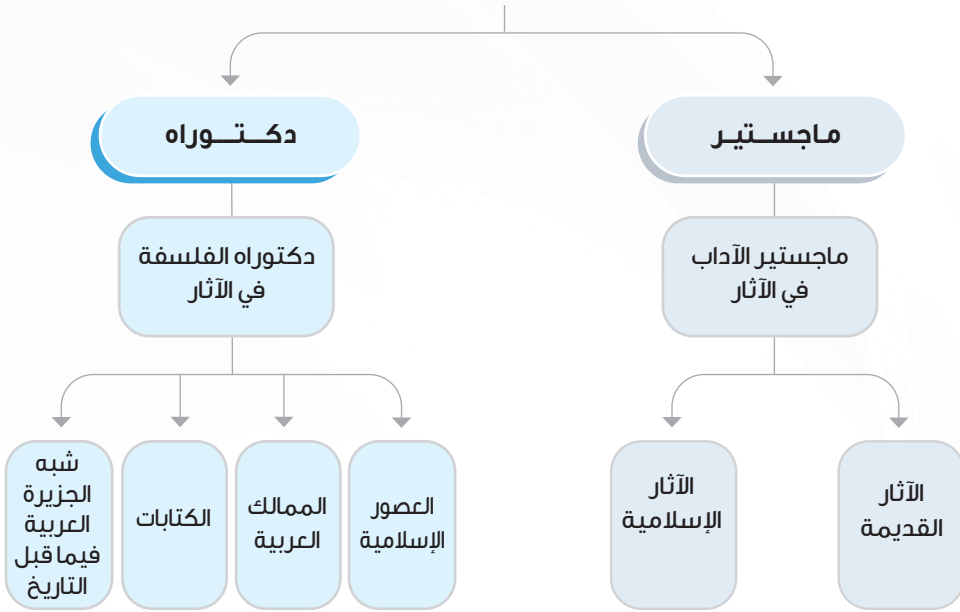 ماجستير
دكتوراه
ماجستير الآداب
في الآثار
دكتوراه الفلسفة
في الآثار
الآثار
القديمة
الآثار
الإسلامية
العصور
الإسلامية
الممالك
العربية
الكتابات
شبه
الجزيرة
العربية
فيما قبل
التاريخ